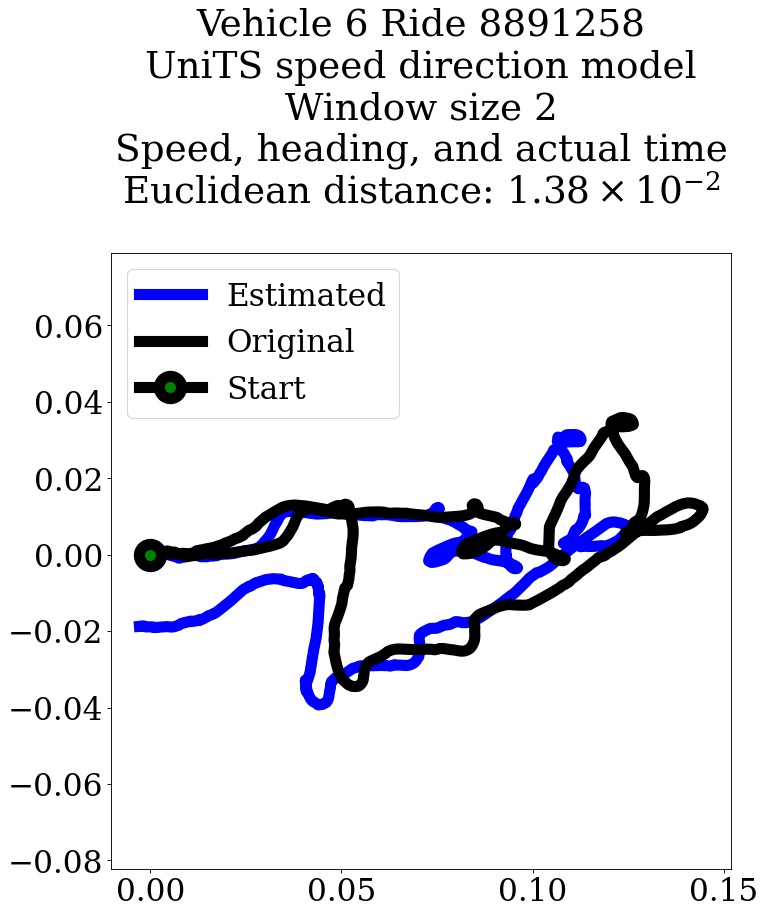 Vehicle 6 Ride 8891258
UniTS speed direction model
Window size 2
Speed, heading, and actual time
Euclidean distance: 1.38 × 10⁻²
Estimated
Original
Start
0.06
0.04
0.02
0.00
−0.02
−0.04
−0.06
−0.08
0.00 0.05 0.10 0.15